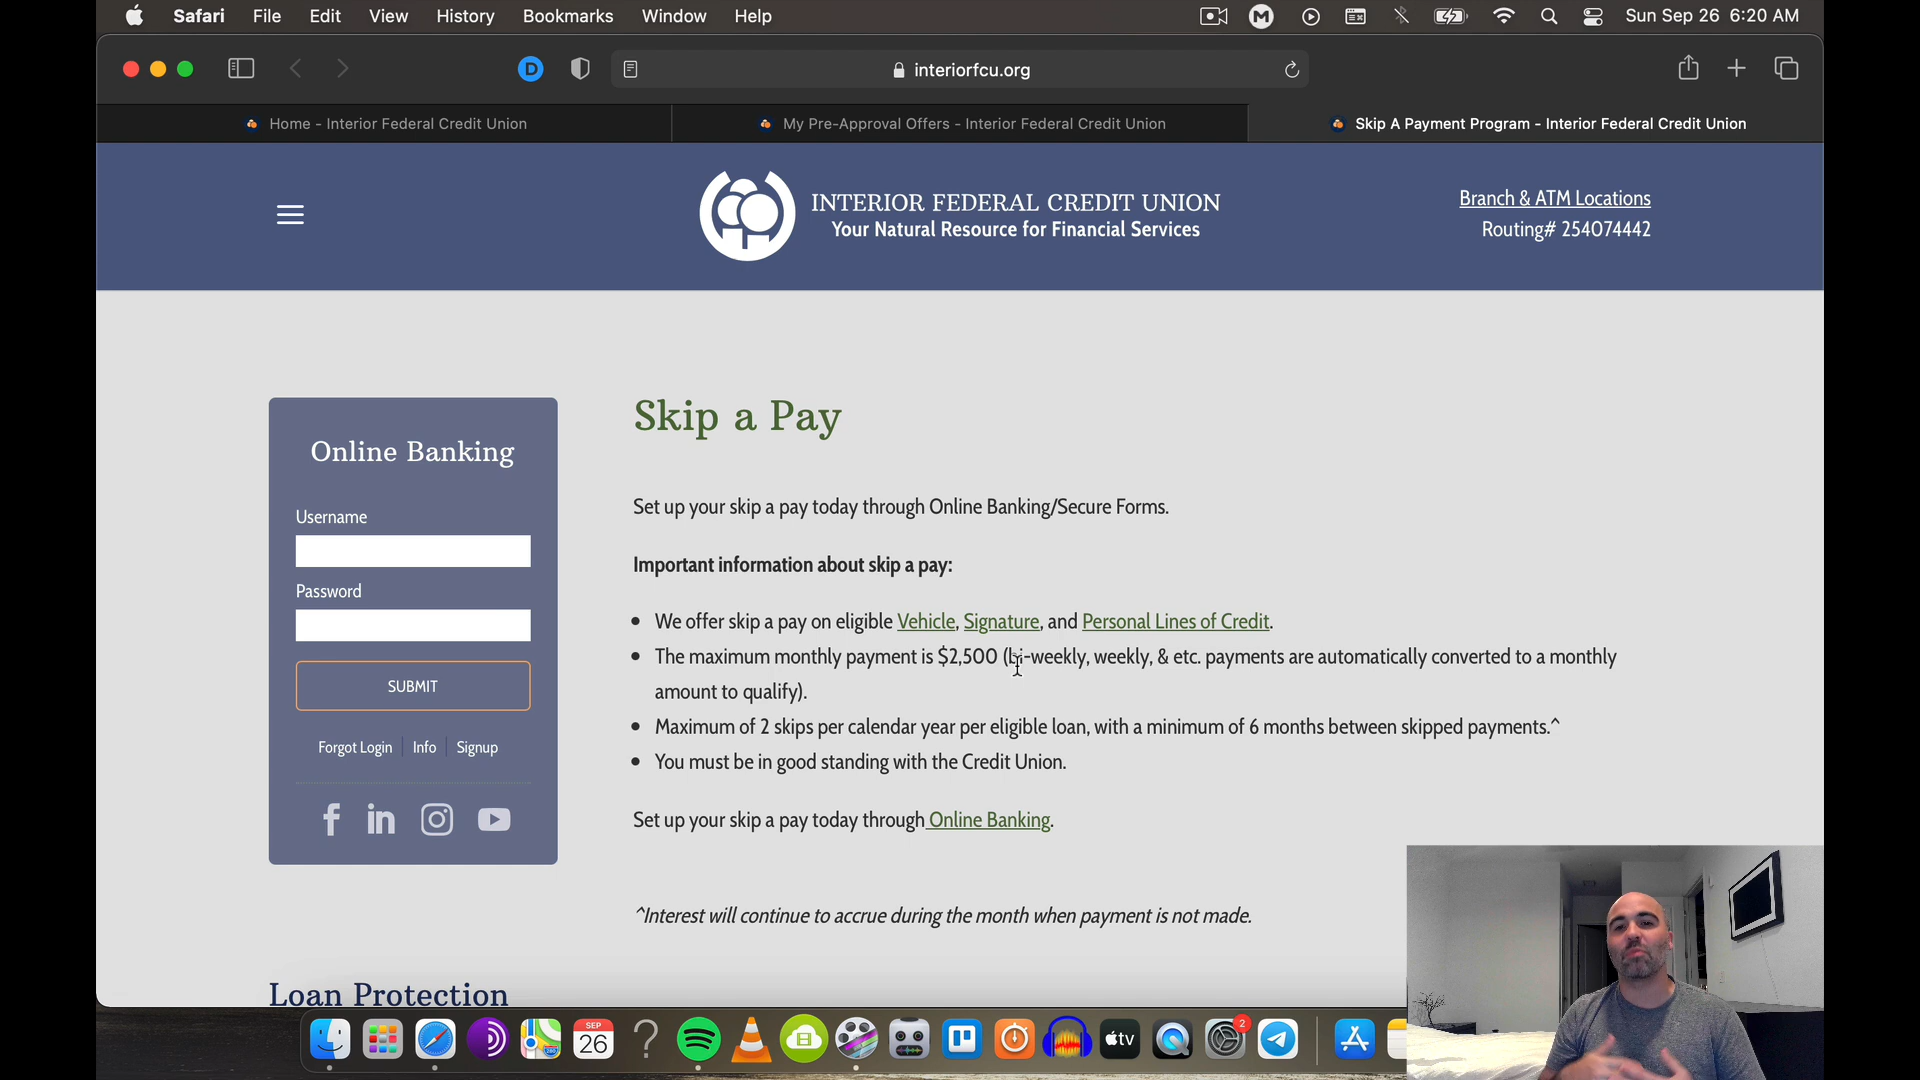 Safari File Edit View History Bookmarks Window Help Sun Sep 26 6:20 AM
D interiorfcu.org
Home - Interior Federal Credit Union My Pre-Approval Offers - Interior Federal Credit Union Skip A Payment Program - Interior Federal Credit Union
INTERIOR FEDERAL CREDIT UNION
Your Natural Resource for Financial Services
Branch & ATM Locations
Routing# 254074442
Online Banking
Username
Password
SUBMIT
Forgot Login Info Signup
Skip a Pay
Set up your skip a pay today through Online Banking/Secure Forms.
Important information about skip a pay:
• We offer skip a pay on eligible Vehicle, Signature, and Personal Lines of Credit.
• The maximum monthly payment is $2,500 (bi-weekly, weekly, & etc. payments are automatically converted to a monthly
amount to qualify).
• Maximum of 2 skips per calendar year per eligible loan, with a minimum of 6 months between skipped payments.^
• You must be in good standing with the Credit Union.
Set up your skip a pay today through Online Banking.
^Interest will continue to accrue during the month when payment is not made.
Loan Protection
SEP
26
tv
2